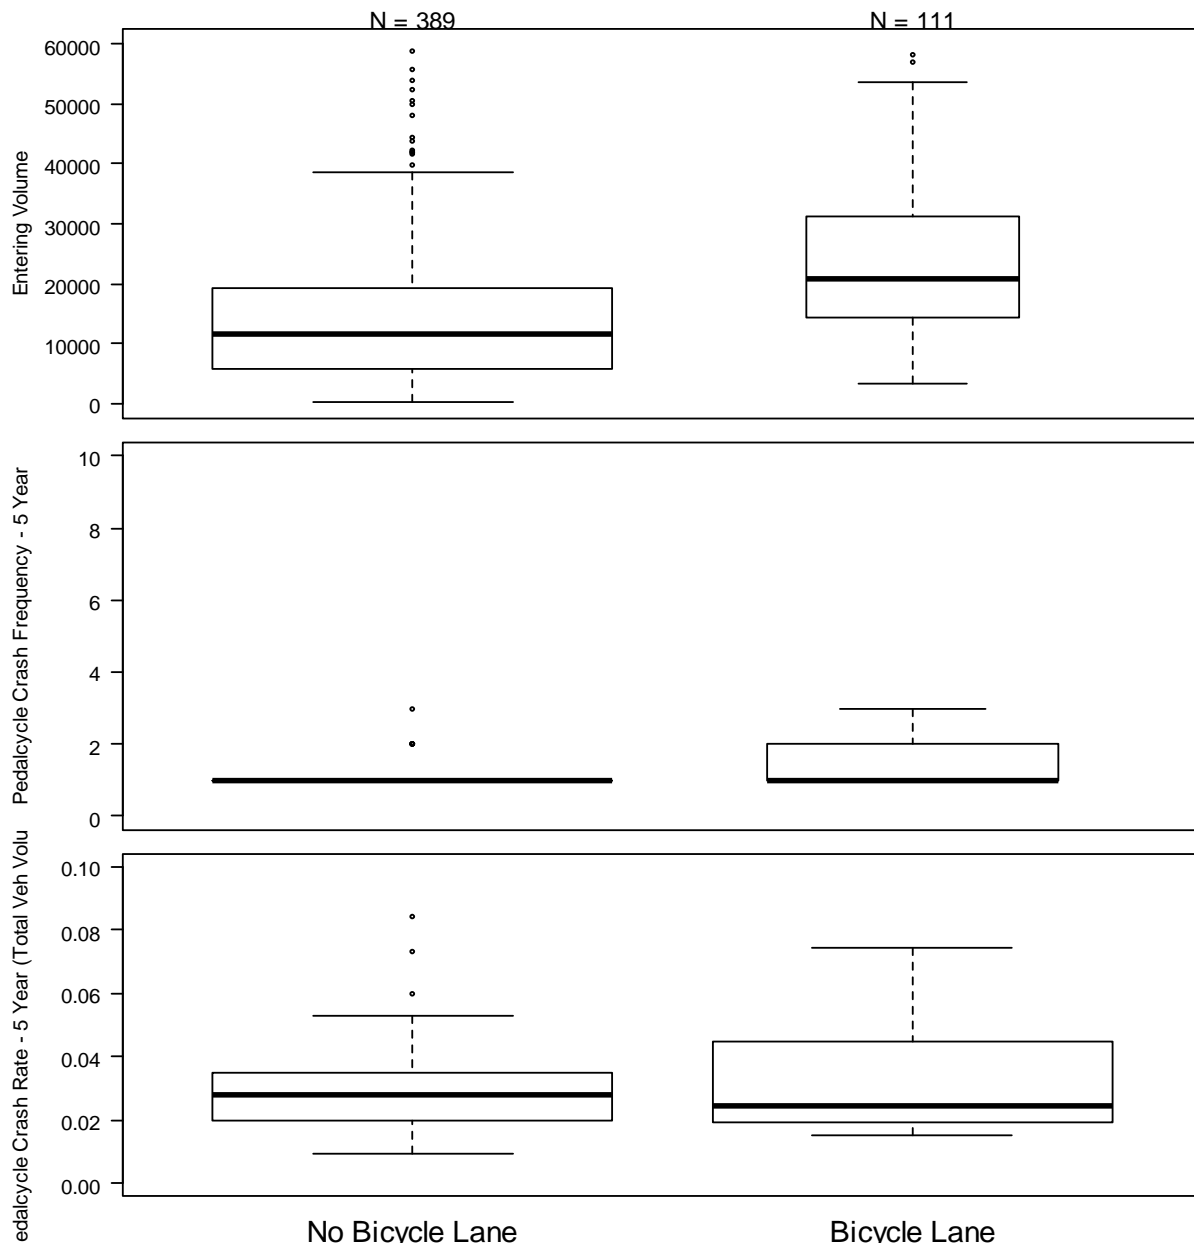 N = 389
N = 111
Entering Volume
60000
50000
40000
30000
20000
10000
0
Pedalcycle Crash Frequency - 5 Year
10
8
6
4
2
0
edalcycle Crash Rate - 5 Year (Total Veh Volu
0.10
0.08
0.06
0.04
0.02
0.00
No Bicycle Lane
Bicycle Lane